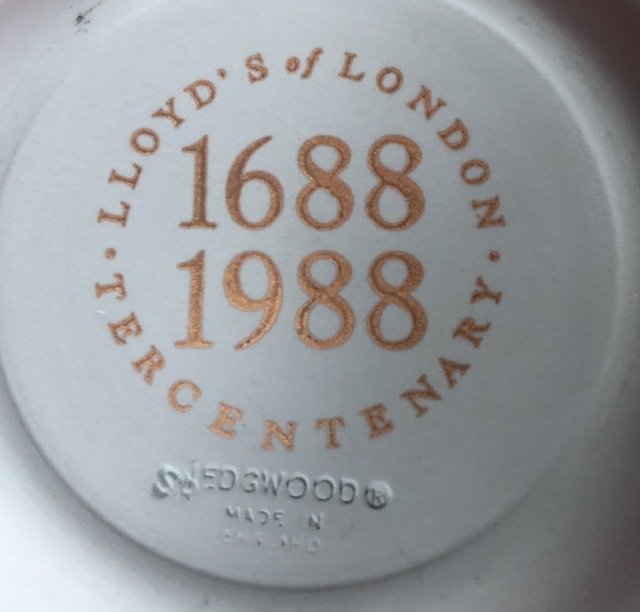 LLOYD'S of LONDON
1688
1988
· TERCENTENARY ·
WEDGWOOD®
MADE IN
ENGLAND